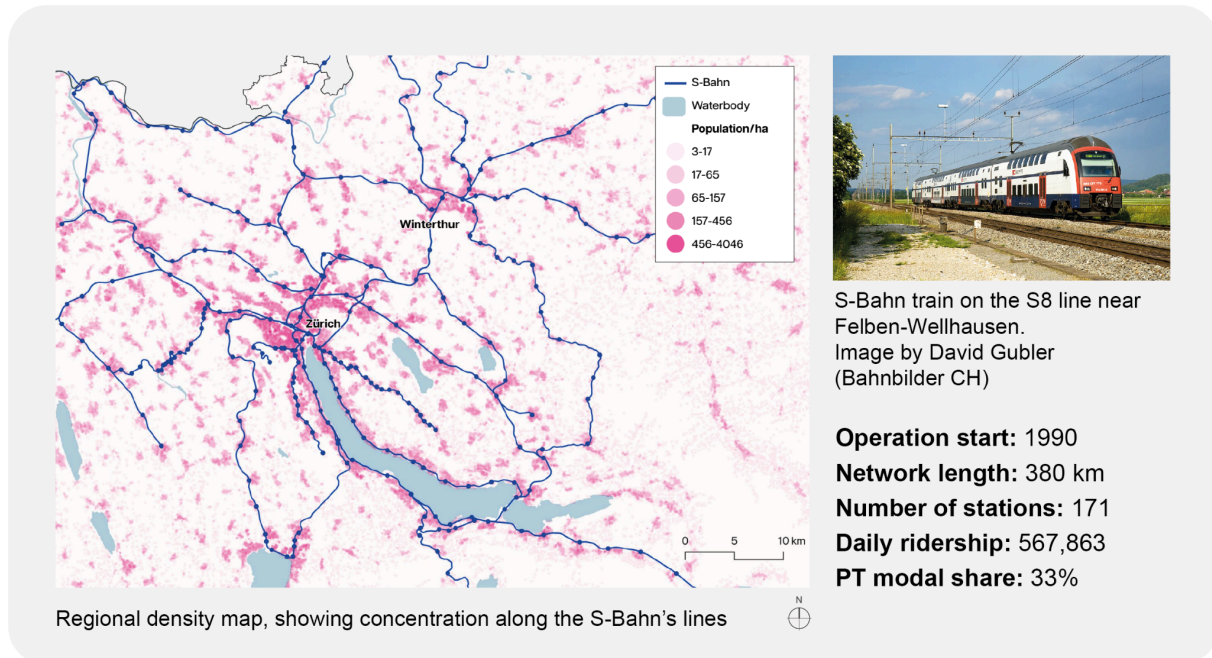 S-Bahn
Waterbody
Population/ha
3-17
17-65
65-157
157-456
456-4046
Winterthur
Zürich
0 5 10 km
N
Regional density map, showing concentration along the S-Bahn's lines
S-Bahn train on the S8 line near
Felben-Wellhausen.
Image by David Gubler
(Bahnbilder CH)
Operation start: 1990
Network length: 380 km
Number of stations: 171
Daily ridership: 567,863
PT modal share: 33%